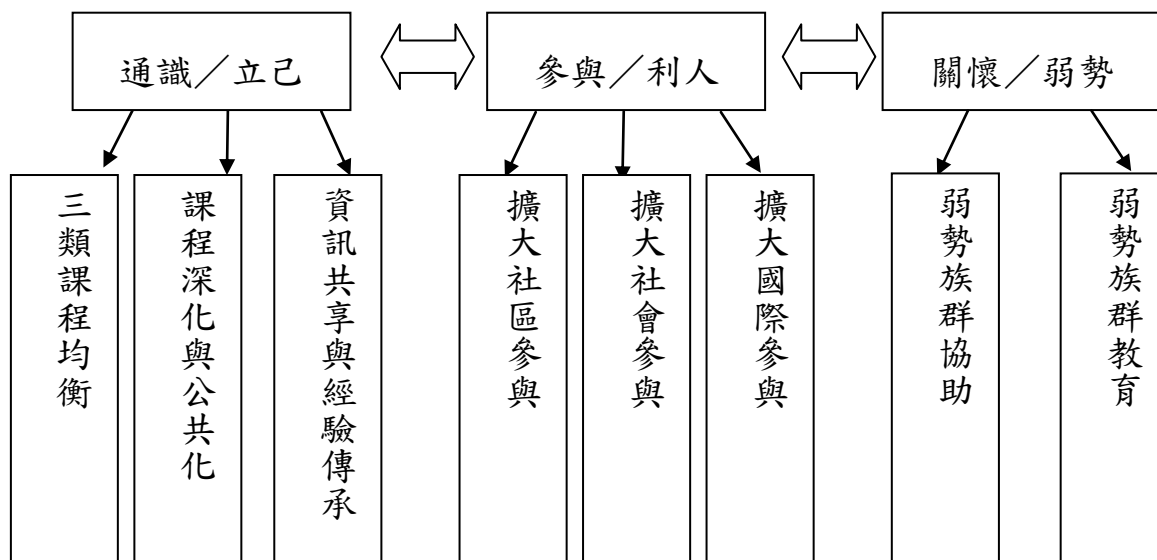 通識／立己
參與／利人
關懷／弱勢
三類課程均衡
課程深化與公共化
資訊共享與經驗傳承
擴大社區參與
擴大社會參與
擴大國際參與
弱勢族群協助
弱勢族群教育